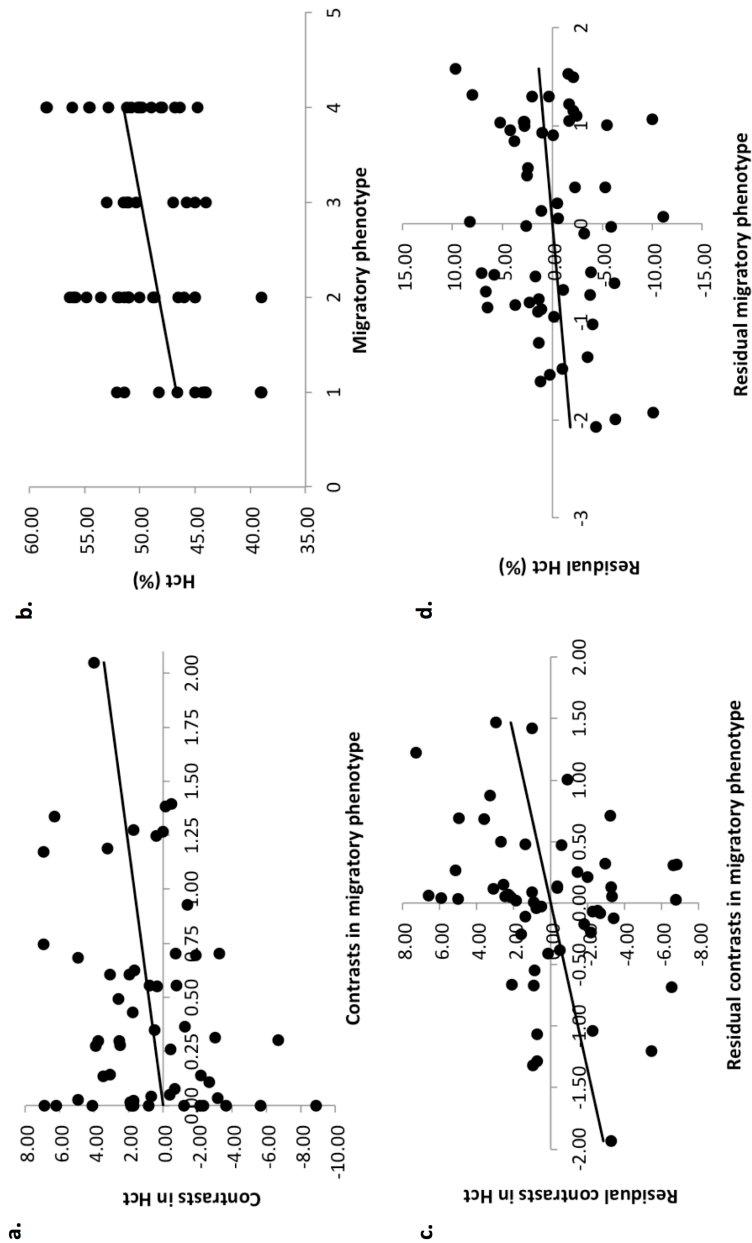 a.
8.00
6.00
4.00
2.00
0.00
-2.00
-4.00
-6.00
-8.00
-10.00
Contrasts in Hct
0.00 0.25 0.50 0.75 1.00 1.25 1.50 1.75 2.00
Contrasts in migratory phenotype
b.
60.00
55.00
50.00
45.00
40.00
35.00
Hct (%)
0 1 2 3 4 5
Migratory phenotype
c.
8.00
6.00
4.00
2.00
0.00
-2.00
-4.00
-6.00
-8.00
Residual contrasts in Hct
-2.00 -1.50 -1.00 -0.50 0.00 0.50 1.00 1.50 2.00
Residual contrasts in migratory phenotype
d.
15.00
10.00
5.00
0.00
-5.00
-10.00
-15.00
Residual Hct (%)
-3 -2 -1 0 1 2
Residual migratory phenotype